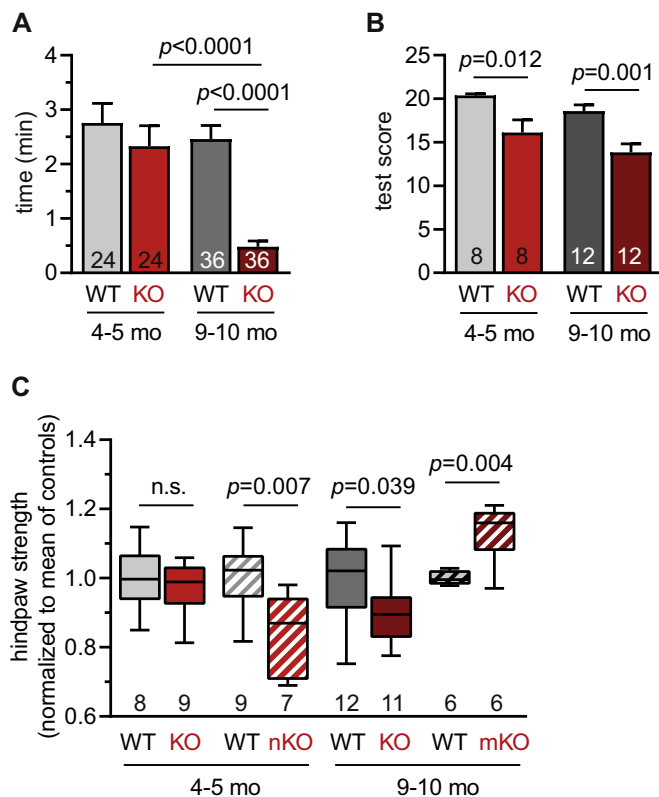 A
p<0.0001
p<0.0001
time (min)
4
3
2
1
0
24 24 36 36
WT KO WT KO
4-5 mo 9-10 mo
B
p=0.012
p=0.001
test score
25
20
15
10
5
0
8 8 12 12
WT KO WT KO
4-5 mo 9-10 mo
C
hindpaw strength
(normalized to mean of controls)
1.4
1.2
1.0
0.8
0.6
n.s. p=0.007 p=0.039 p=0.004
8 9 9 7 12 11 6 6
WT KO WT nKO WT KO WT mKO
4-5 mo 9-10 mo